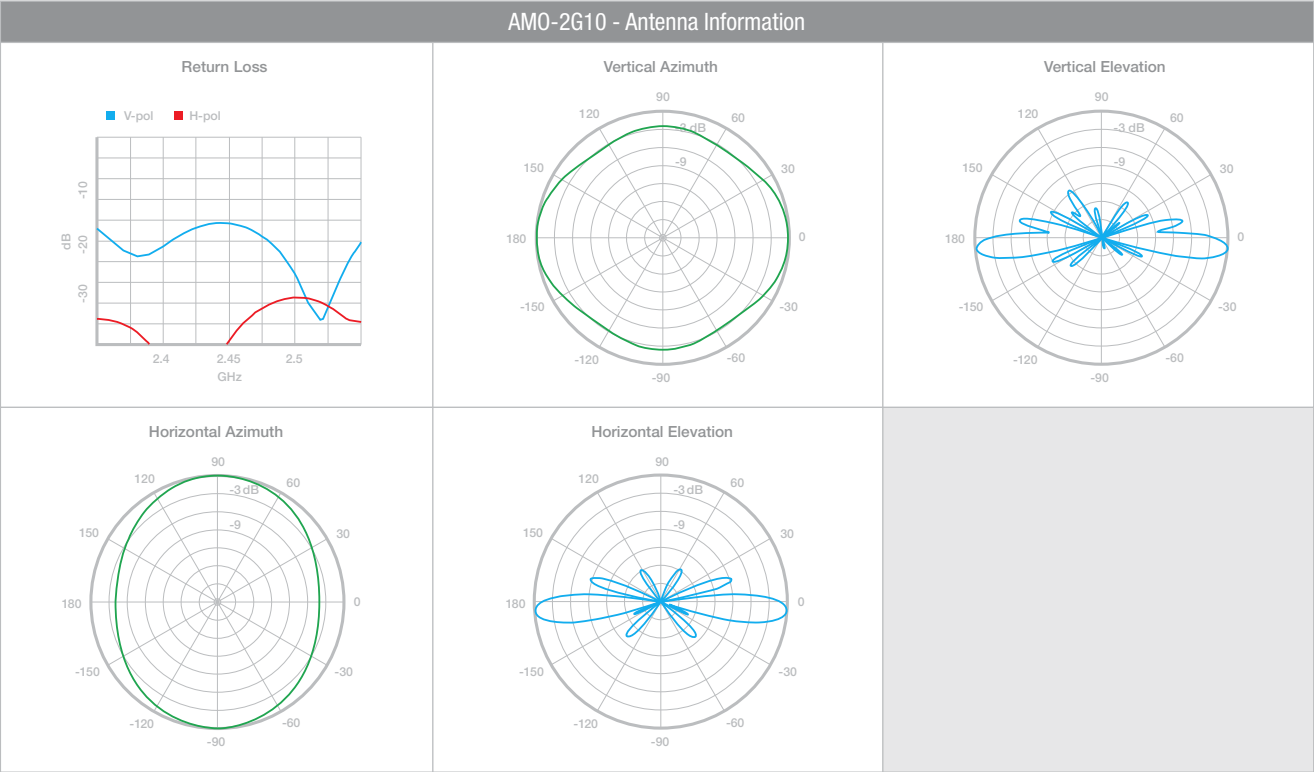 AMO-2G10 - Antenna Information
Return Loss
V-pol H-pol
-10
-20
-30
dB
2.4 2.45 2.5
GHz
Vertical Azimuth
90
120 60
-3 dB
-9
150 30
180 0
-150 -30
-120 -60
-90
Vertical Elevation
90
120 60
-3 dB
-9
150 30
180 0
-150 -30
-120 -60
-90
Horizontal Azimuth
90
120 60
-3 dB
-9
150 30
180 0
-150 -30
-120 -60
-90
Horizontal Elevation
90
120 60
-3 dB
-9
150 30
180 0
-150 -30
-120 -60
-90